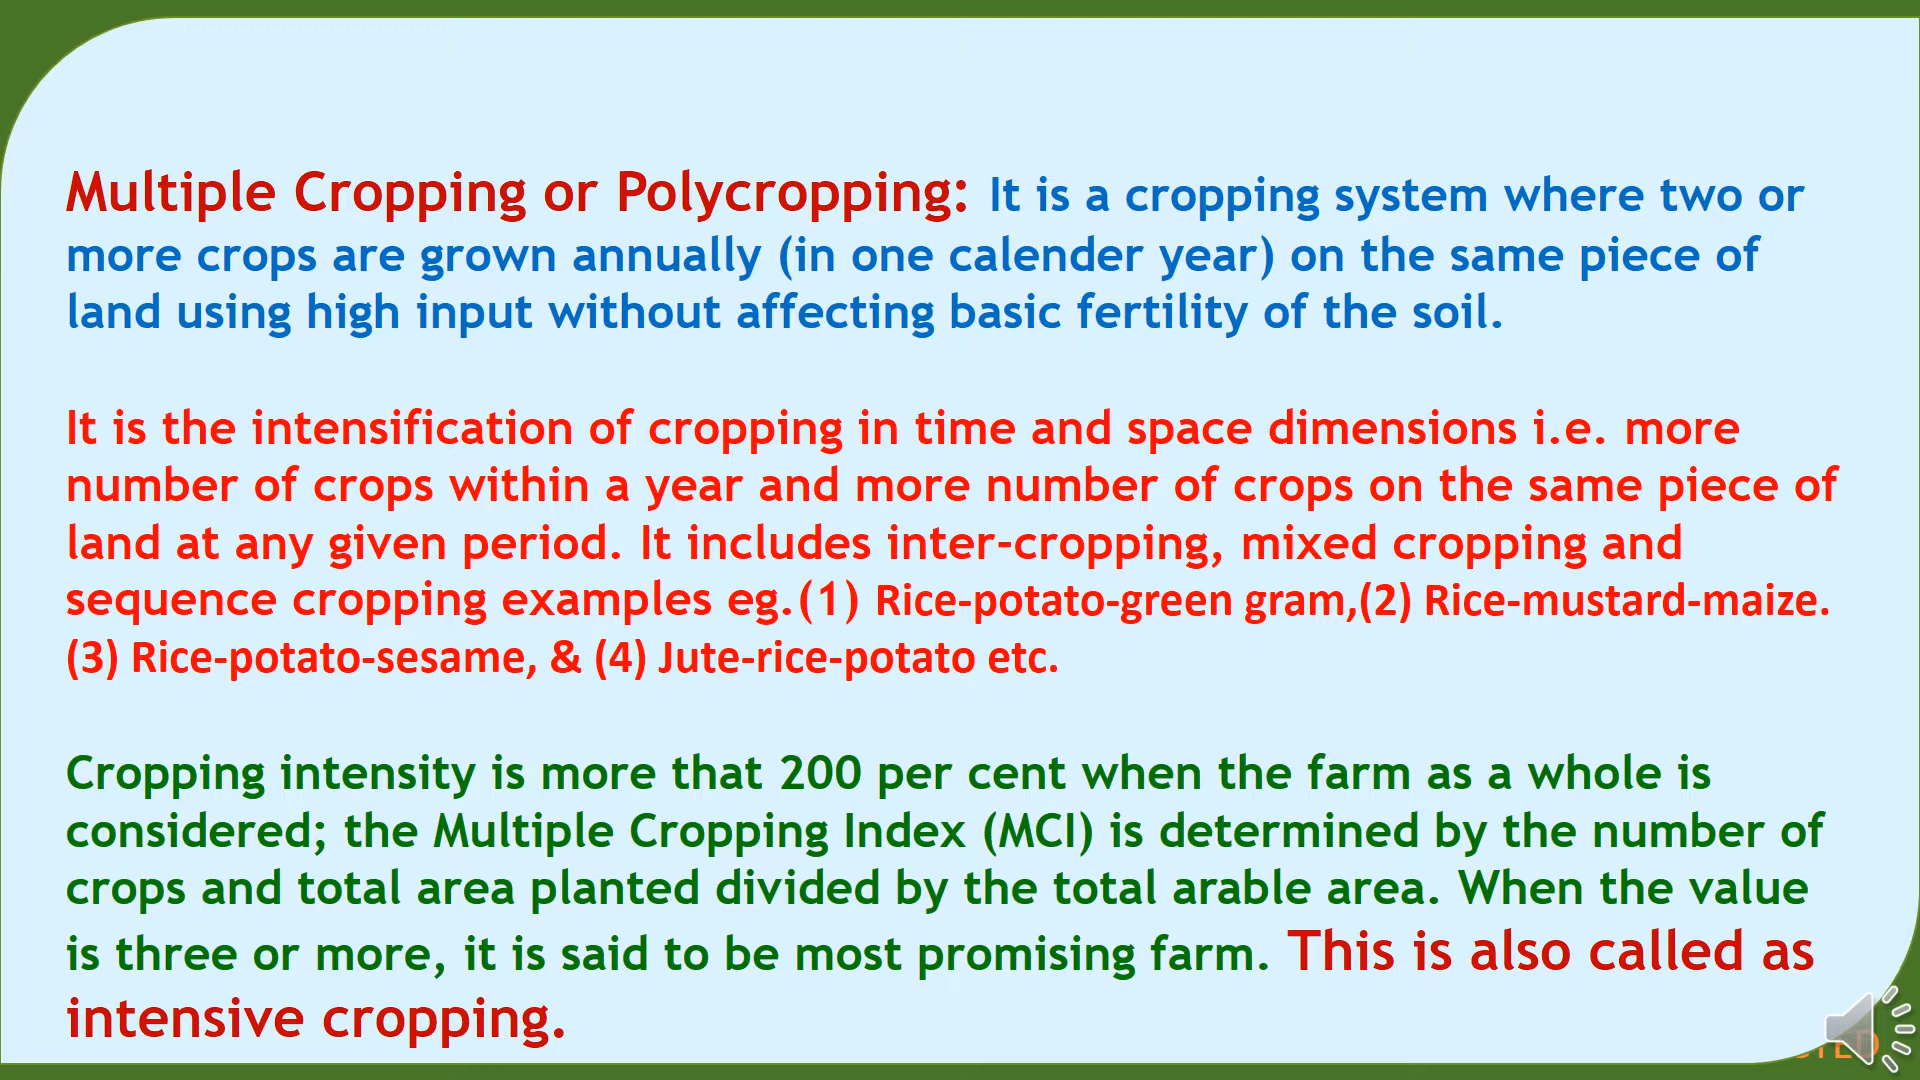 Multiple Cropping or Polycropping: It is a cropping system where two or
more crops are grown annually (in one calender year) on the same piece of
land using high input without affecting basic fertility of the soil.
It is the intensification of cropping in time and space dimensions i.e. more
number of crops within a year and more number of crops on the same piece of
land at any given period. It includes inter-cropping, mixed cropping and
sequence cropping examples eg.(1) Rice-potato-green gram,(2) Rice-mustard-maize.
(3) Rice-potato-sesame, & (4) Jute-rice-potato etc.
Cropping intensity is more that 200 per cent when the farm as a whole is
considered; the Multiple Cropping Index (MCI) is determined by the number of
crops and total area planted divided by the total arable area. When the value
is three or more, it is said to be most promising farm. This is also called as
intensive cropping.